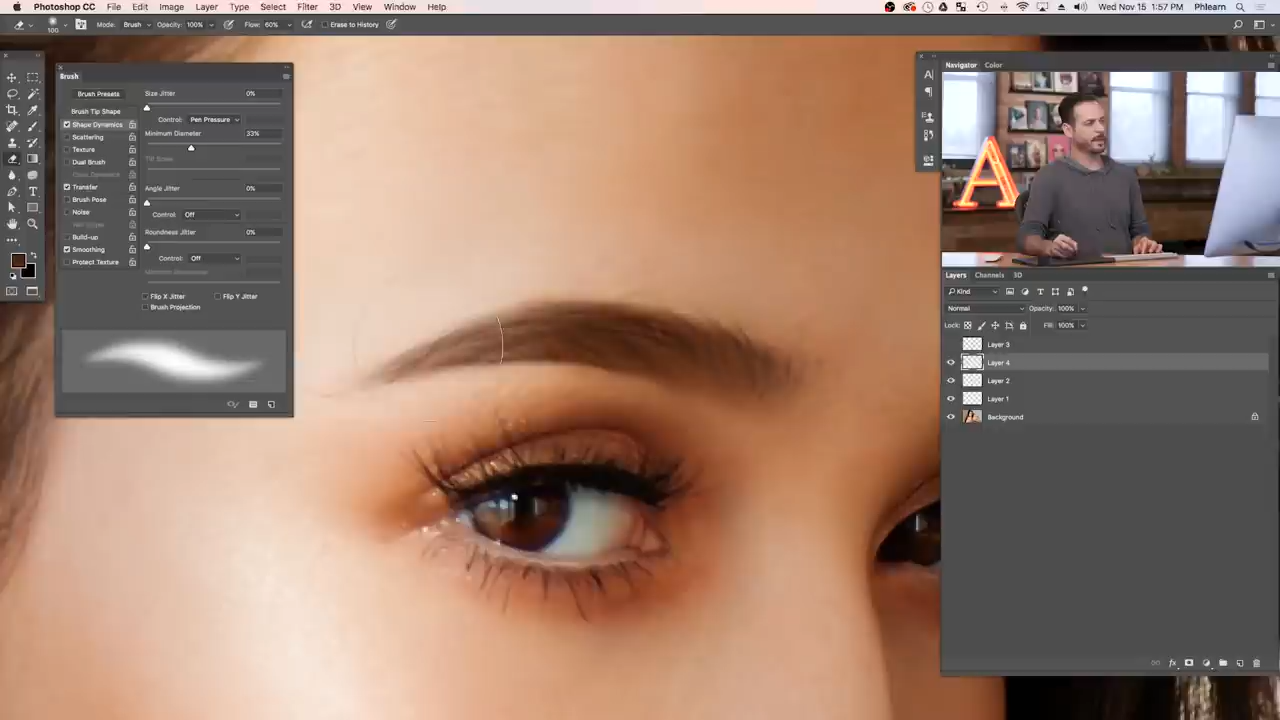 Photoshop CC File Edit Image Layer Type Select Filter 3D View Window Help
Wed Nov 15 1:57 PM Phlearn
100 Mode: Brush Opacity: 100% Flow: 60% Erase to History
Brush
Brush Presets
Brush Tip Shape
Shape Dynamics
Scattering
Texture
Dual Brush
Color Dynamics
Transfer
Brush Pose
Noise
Wet Edges
Build-up
Smoothing
Protect Texture
Size Jitter 0%
Control: Pen Pressure
Minimum Diameter 33%
Tilt Scale
Angle Jitter 0%
Control: Off
Roundness Jitter 0%
Control: Off
Minimum Roundness
Flip X Jitter Flip Y Jitter
Brush Projection
Navigator Color
A
Layers Channels 3D
Kind
Normal Opacity: 100%
Lock: Fill: 100%
Layer 3
Layer 4
Layer 2
Layer 1
Background
fx